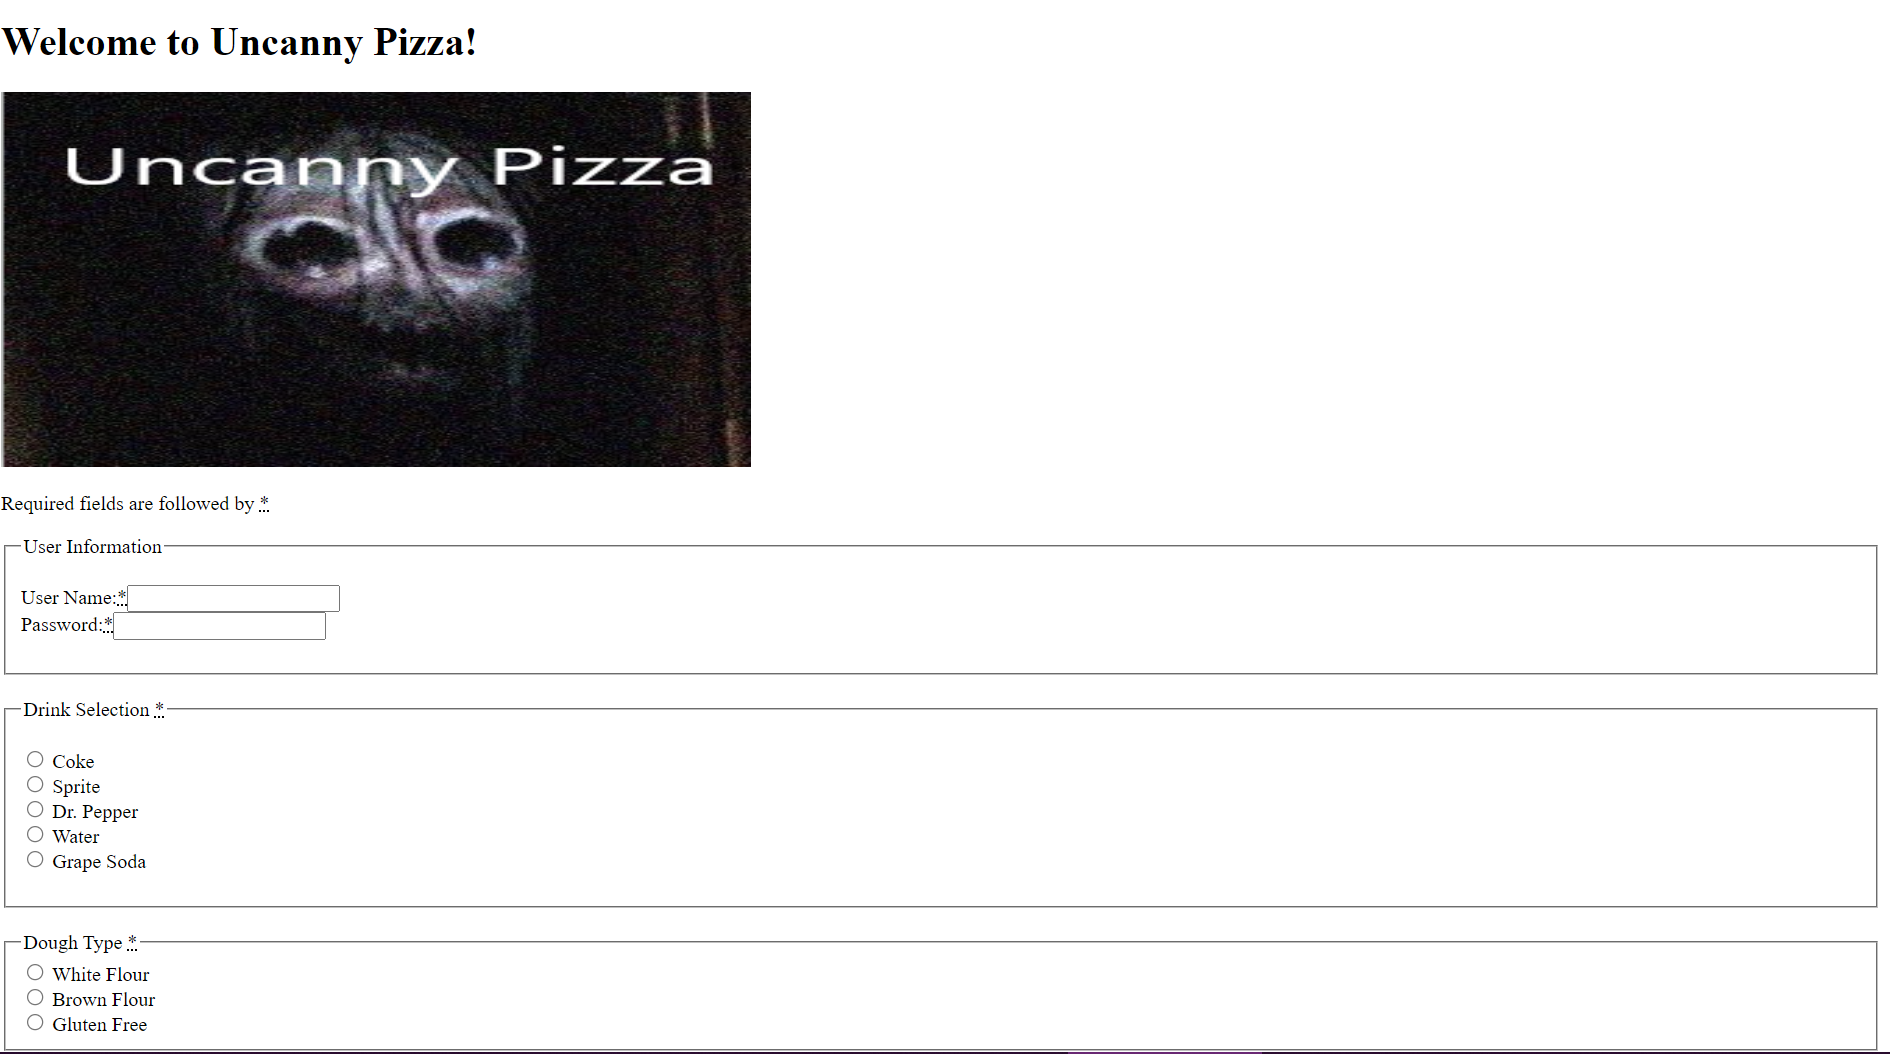 Welcome to Uncanny Pizza!
Uncanny Pizza
Required fields are followed by *
User Information
User Name:*
Password:*
Drink Selection *
Coke
Sprite
Dr. Pepper
Water
Grape Soda
Dough Type *
White Flour
Brown Flour
Gluten Free